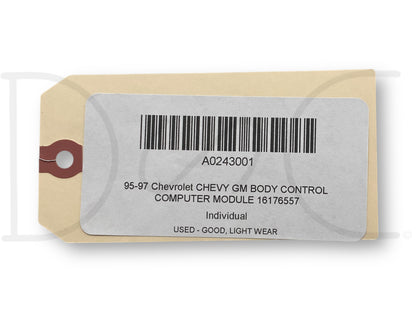 A0243001
95-97 Chevrolet CHEVY GM BODY CONTROL
COMPUTER MODULE 16176557
Individual
USED - GOOD, LIGHT WEAR